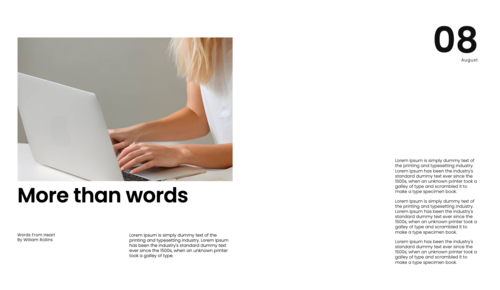 08
August
More than words
Words From Heart
By William Rollins
Lorem Ipsum is simply dummy text of the
printing and typesetting industry. Lorem Ipsum
has been the industry's standard dummy text
ever since the 1500s, when an unknown printer
took a galley of type.
Lorem Ipsum is simply dummy text of
the printing and typesetting industry.
Lorem Ipsum has been the industry's
standard dummy text ever since the
1500s, when an unknown printer took a
galley of type and scrambled it to
make a type specimen book.
Lorem Ipsum is simply dummy text of
the printing and typesetting industry.
Lorem Ipsum has been the industry's
standard dummy text ever since the
1500s, when an unknown printer took a
galley of type and scrambled it to
make a type specimen book.
Lorem Ipsum has been the industry's
standard dummy text ever since the
1500s, when an unknown printer took a
galley of type and scrambled it to
make a type specimen book.